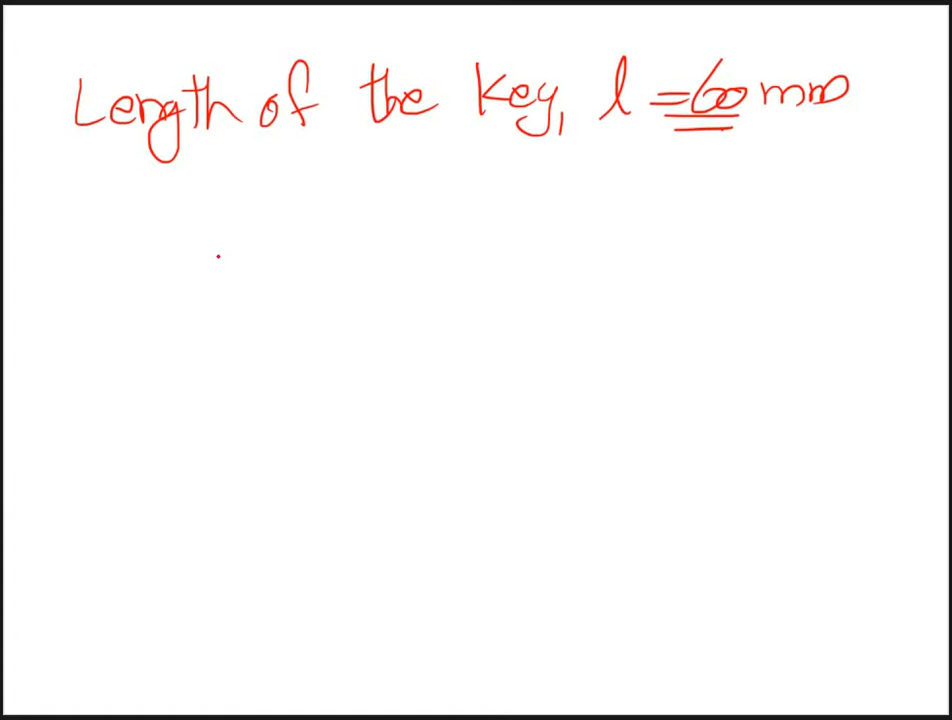 Length of the key, l = 60 mm